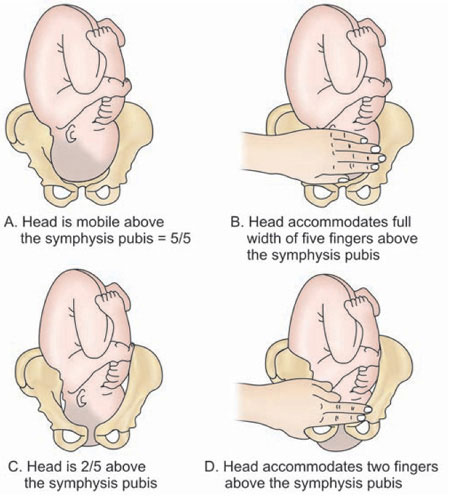 A. Head is mobile above
the symphysis pubis = 5/5
B. Head accommodates full
width of five fingers above
the symphysis pubis
C. Head is 2/5 above
the symphysis pubis
D. Head accommodates two fingers
above the symphysis pubis